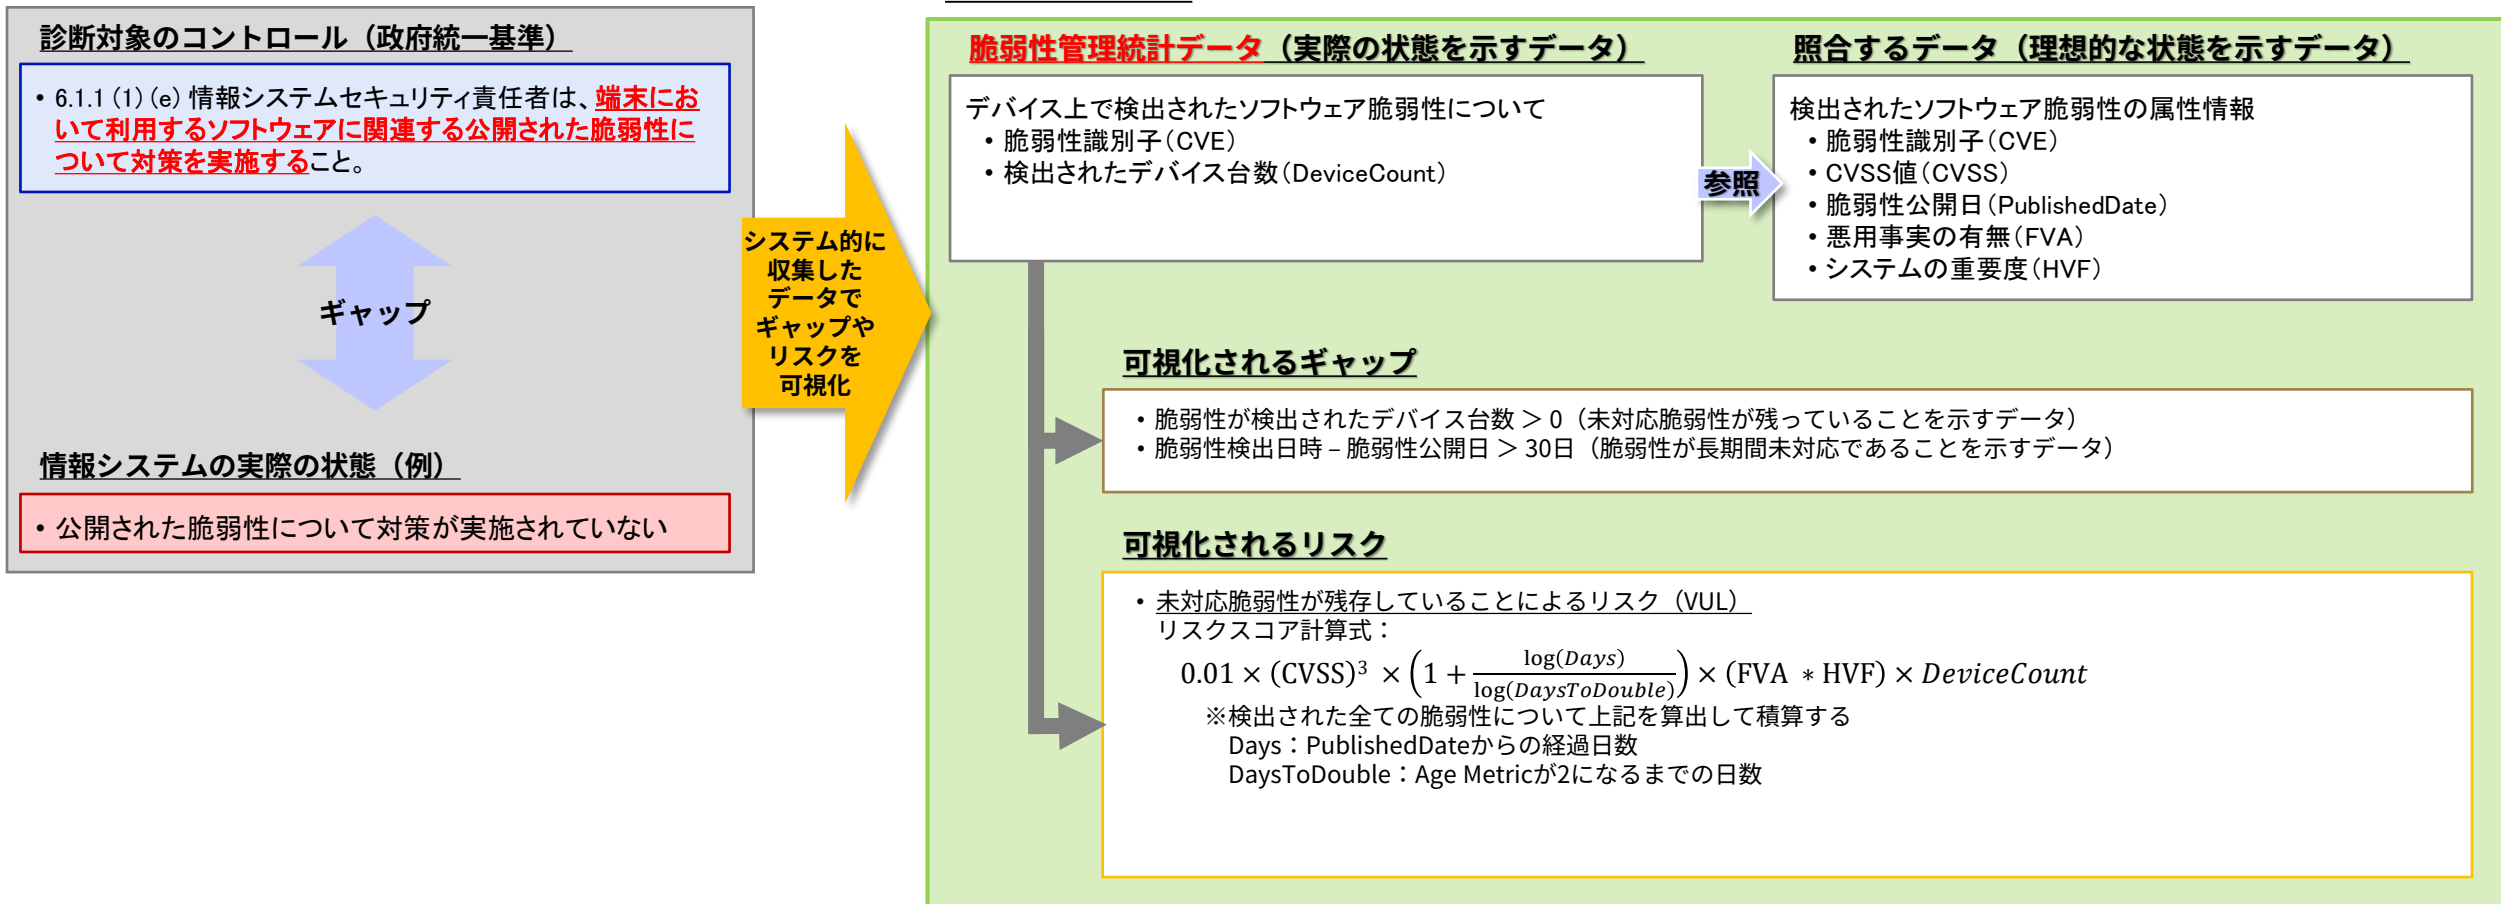 診断対象のコントロール（政府統一基準）
• 6.1.1 (1) (e) 情報システムセキュリティ責任者は、端末にお
いて利用するソフトウェアに関連する公開された脆弱性に
ついて対策を実施すること。
ギャップ
情報システムの実際の状態（例）
• 公開された脆弱性について対策が実施されていない
システム的に
収集した
データで
ギャップや
リスクを
可視化
脆弱性管理統計データ（実際の状態を示すデータ）
デバイス上で検出されたソフトウェア脆弱性について
• 脆弱性識別子（CVE）
• 検出されたデバイス台数（DeviceCount）
参照
照合するデータ（理想的な状態を示すデータ）
検出されたソフトウェア脆弱性の属性情報
• 脆弱性識別子（CVE）
• CVSS値（CVSS）
• 脆弱性公開日（PublishedDate）
• 悪用事実の有無（FVA）
• システムの重要度（HVF）
可視化されるギャップ
• 脆弱性が検出されたデバイス台数 ＞ 0（未対応脆弱性が残っていることを示すデータ）
• 脆弱性検出日時 – 脆弱性公開日 ＞ 30日（脆弱性が長期間未対応であることを示すデータ）
可視化されるリスク
• 未対応脆弱性が残存していることによるリスク（VUL）
リスクスコア計算式：
0.01 × (CVSS)³ × (1 + log(Days)/log(DaysToDouble)) × (FVA * HVF) × DeviceCount
※検出された全ての脆弱性について上記を算出して積算する
Days：PublishedDateからの経過日数
DaysToDouble：Age Metricが2になるまでの日数